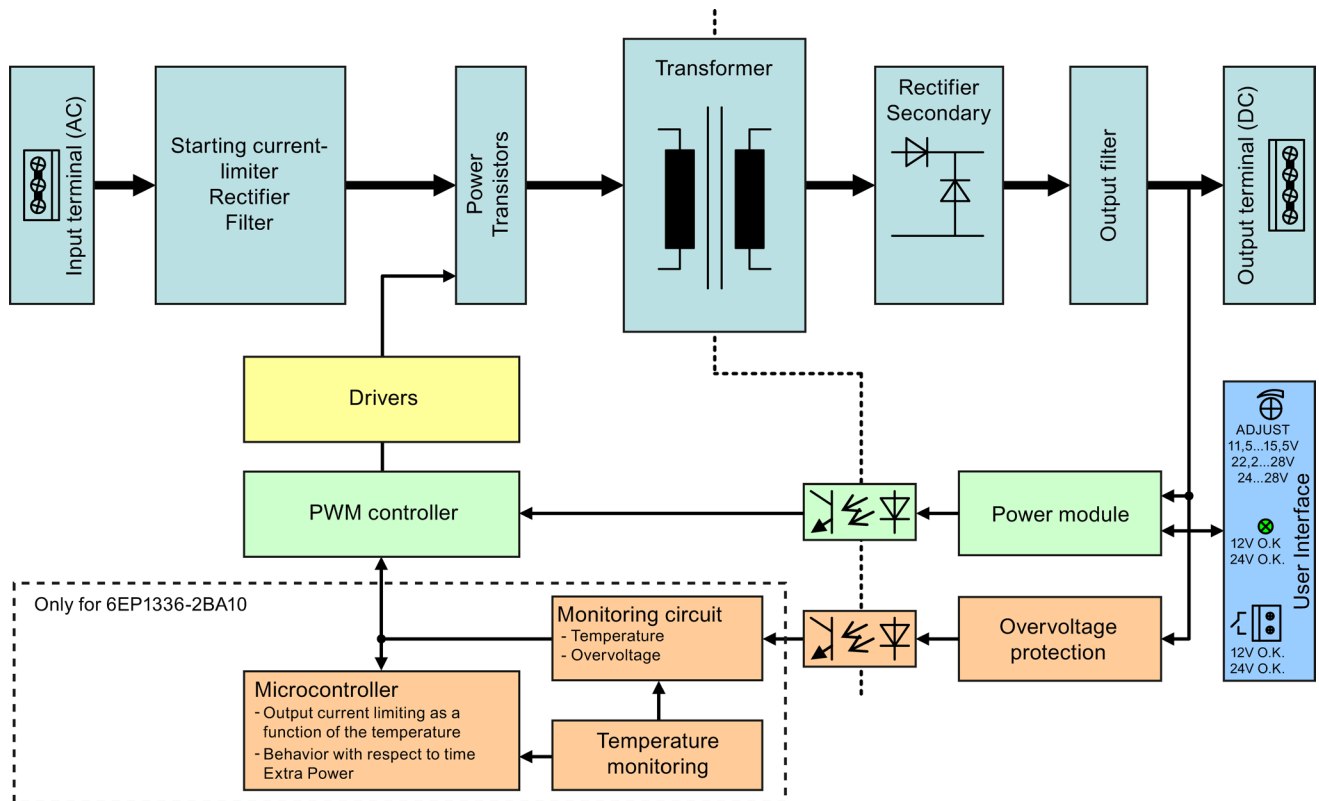 Input terminal (AC)
Starting current-
limiter
Rectifier
Filter
Power
Transistors
Transformer
Rectifier
Secondary
Output filter
Output terminal (DC)
Drivers
PWM controller
Power module
ADJUST
11,5...15,5V
22,2...28V
24...28V
12V O.K
24V O.K.
12V O.K.
24V O.K.
User Interface
Only for 6EP1336-2BA10
Monitoring circuit
- Temperature
- Overvoltage
Overvoltage
protection
Microcontroller
- Output current limiting as a
function of the temperature
- Behavior with respect to time
Extra Power
Temperature
monitoring